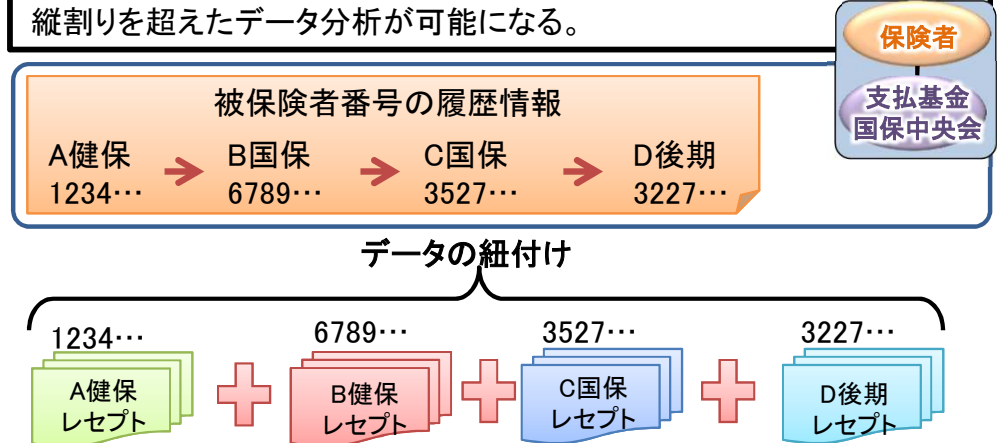 縦割りを超えたデータ分析が可能になる。
保険者
支払基金
国保中央会
被保険者番号の履歴情報
A健保 B国保 C国保 D後期
1234… 6789… 3527… 3227…
データの紐付け
1234… 6789… 3527… 3227…
A健保 B健保 C国保 D後期
レセプト レセプト レセプト レセプト